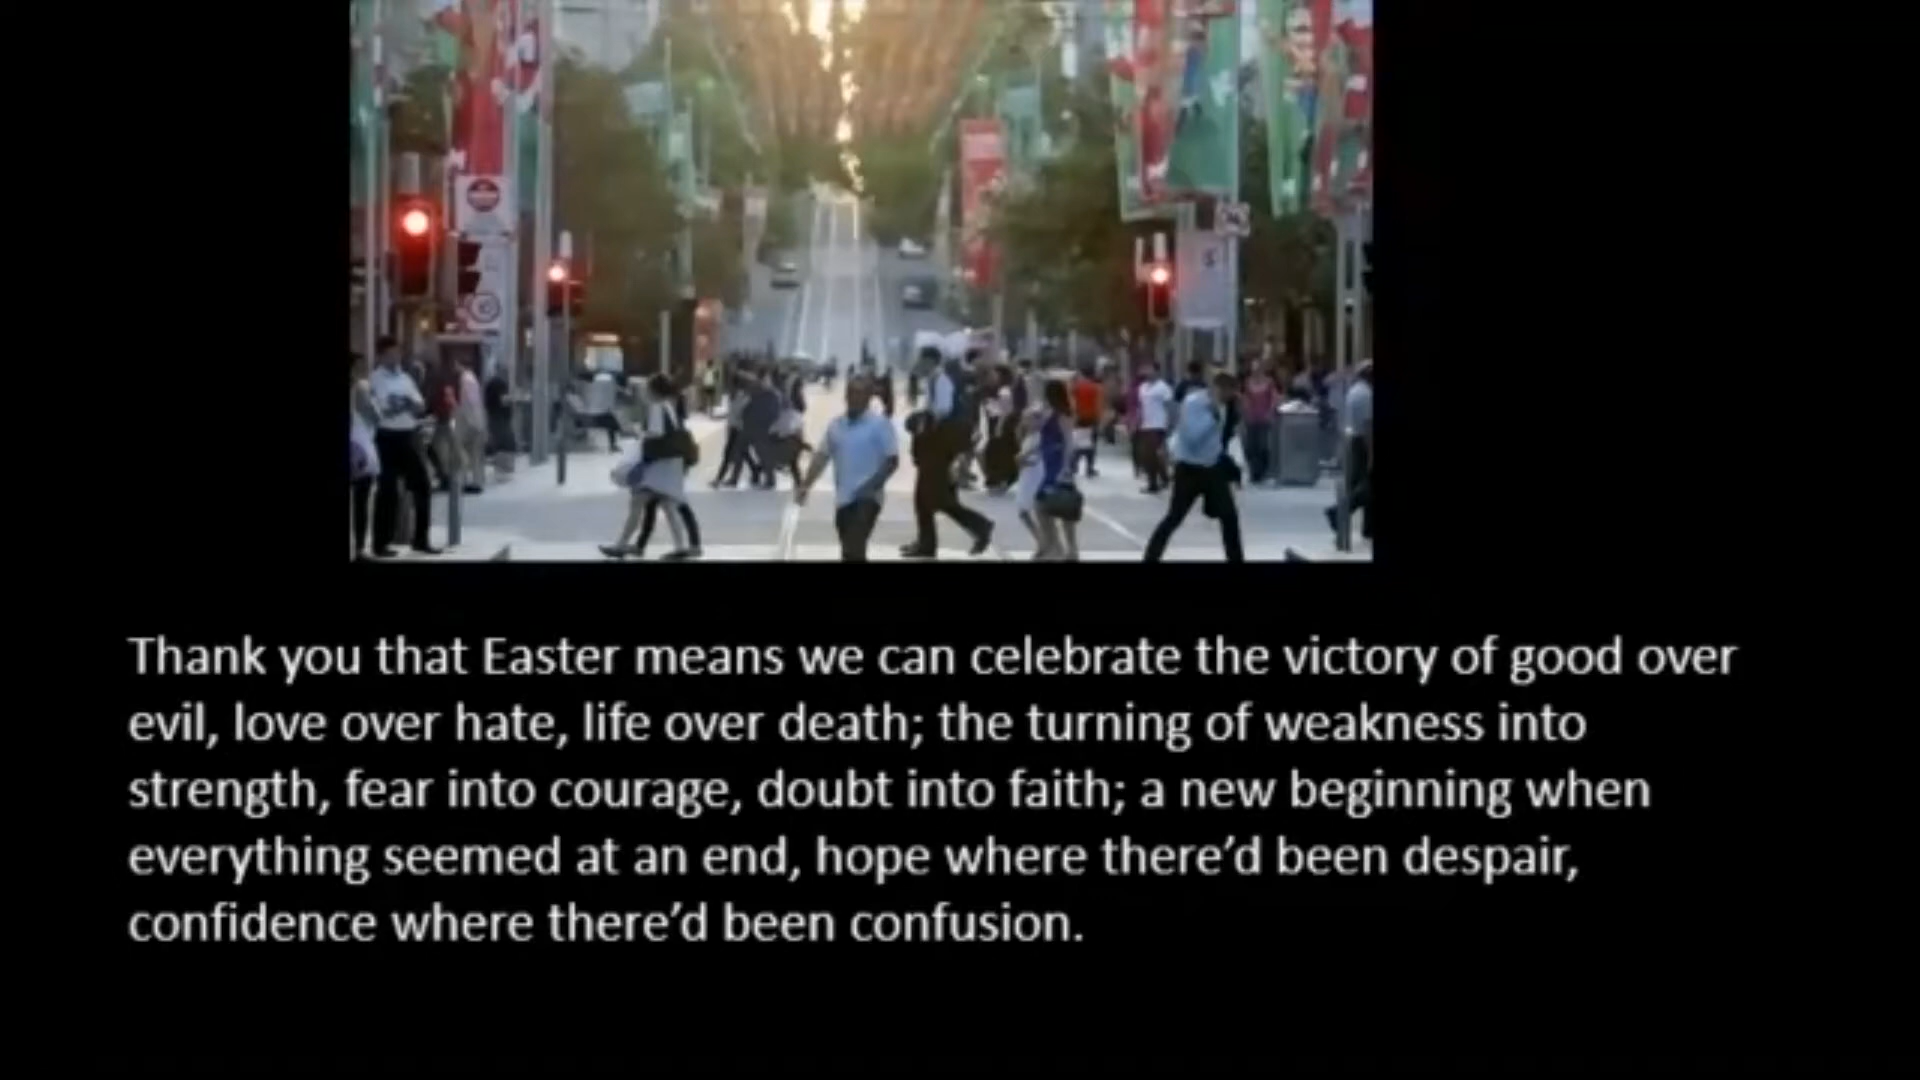 Thank you that Easter means we can celebrate the victory of good over
evil, love over hate, life over death; the turning of weakness into
strength, fear into courage, doubt into faith; a new beginning when
everything seemed at an end, hope where there’d been despair,
confidence where there’d been confusion.